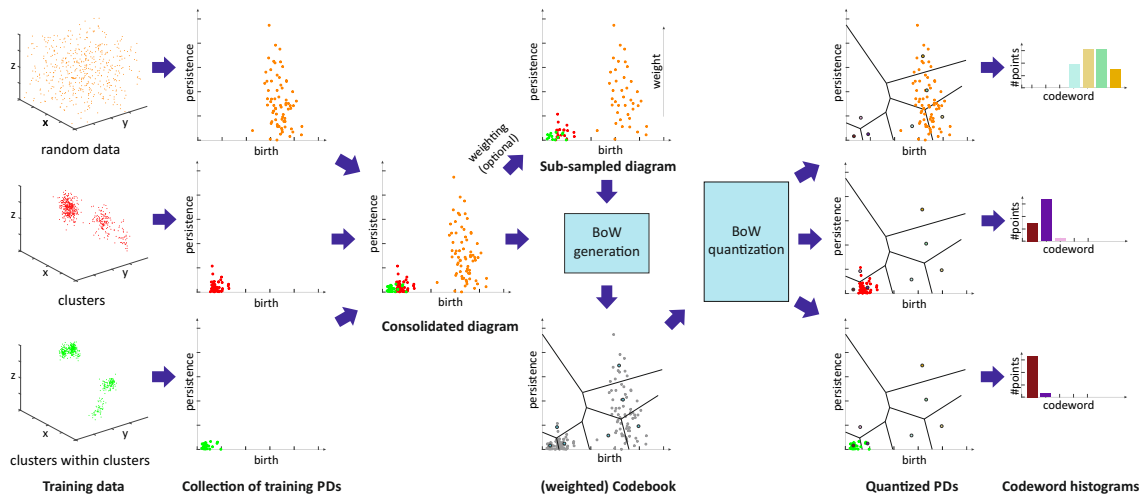 z
x
y
random data
persistence
birth
persistence
birth
weight
weighting
(optional)
Sub-sampled diagram
persistence
birth
#points
codeword
z
x
y
clusters
persistence
birth
persistence
birth
Consolidated diagram
BoW
generation
BoW
quantization
persistence
birth
#points
codeword
z
x
y
clusters within clusters
persistence
birth
persistence
birth
persistence
birth
#points
codeword
Training data
Collection of training PDs
(weighted) Codebook
Quantized PDs
Codeword histograms